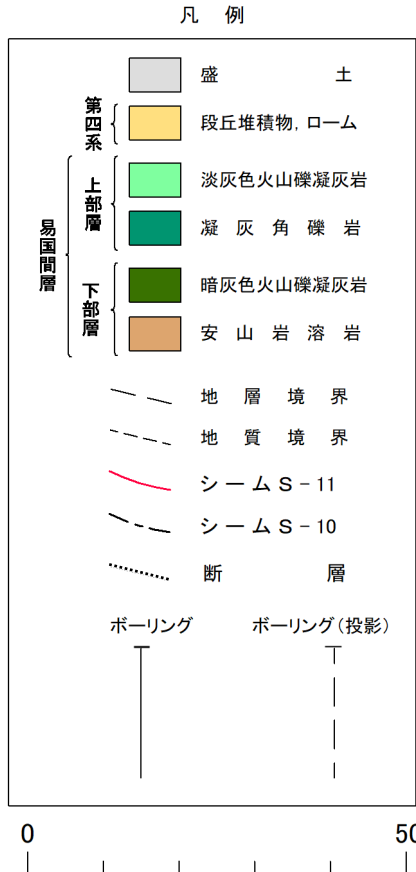 凡 例
盛 土
第四系
段丘堆積物, ローム
易国間層
上部層
淡灰色火山礫凝灰岩
凝 灰 角 礫 岩
下部層
暗灰色火山礫凝灰岩
安 山 岩 溶 岩
地 層 境 界
地 質 境 界
シームS-11
シームS-10
断 層
ボーリング ボーリング(投影)
0 50